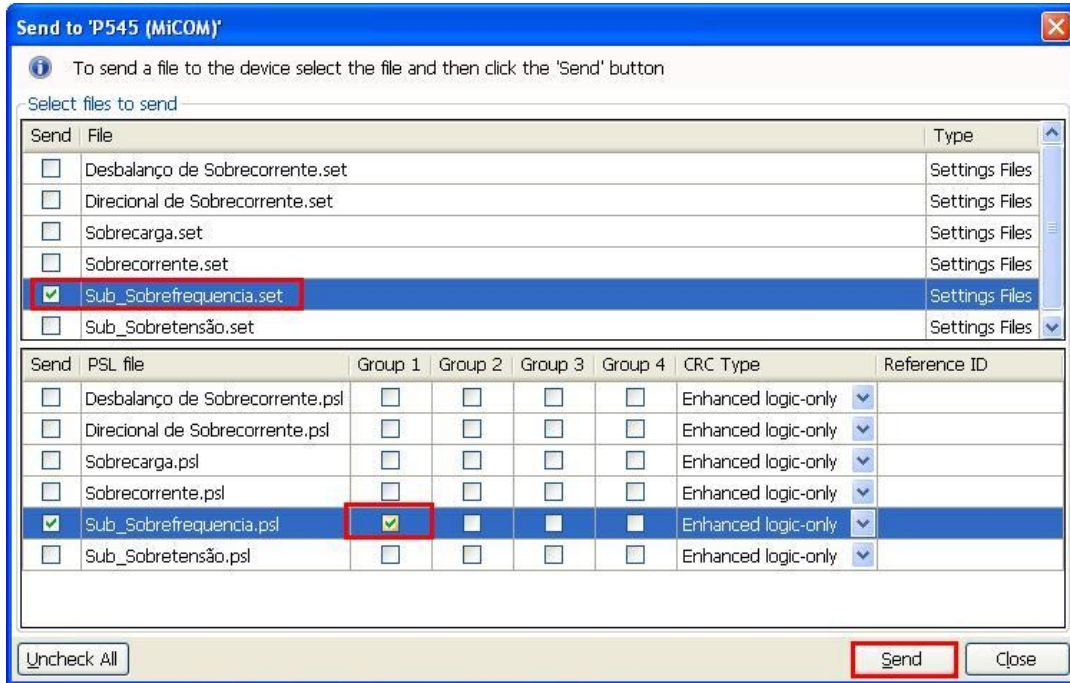 Send to 'P545 (MiCOM)'
To send a file to the device select the file and then click the 'Send' button
Select files to send
Send File Type
Desbalanço de Sobrecorrente.set Settings Files
Direcional de Sobrecorrente.set Settings Files
Sobrecarga.set Settings Files
Sobrecorrente.set Settings Files
Sub_Sobrefrequencia.set Settings Files
Sub_Sobretensão.set Settings Files
Send PSL file Group 1 Group 2 Group 3 Group 4 CRC Type Reference ID
Desbalanço de Sobrecorrente.psl Enhanced logic-only
Direcional de Sobrecorrente.psl Enhanced logic-only
Sobrecarga.psl Enhanced logic-only
Sobrecorrente.psl Enhanced logic-only
Sub_Sobrefrequencia.psl Enhanced logic-only
Sub_Sobretensão.psl Enhanced logic-only
Uncheck All Send Close